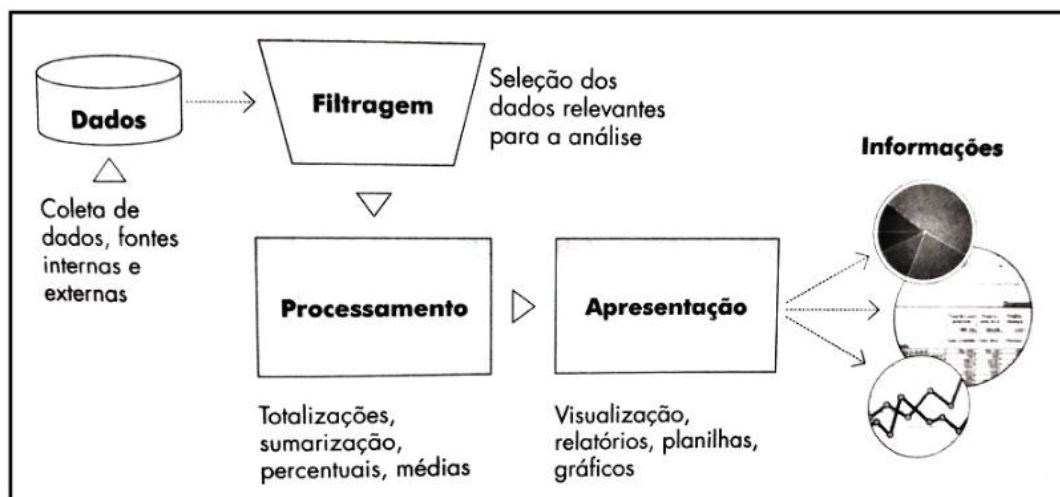 Dados
Coleta de
dados, fontes
internas e
externas
Filtragem
Seleção dos
dados relevantes
para a análise
Processamento
Totalizações,
sumarização,
percentuais, médias
Apresentação
Visualização,
relatórios, planilhas,
gráficos
Informações